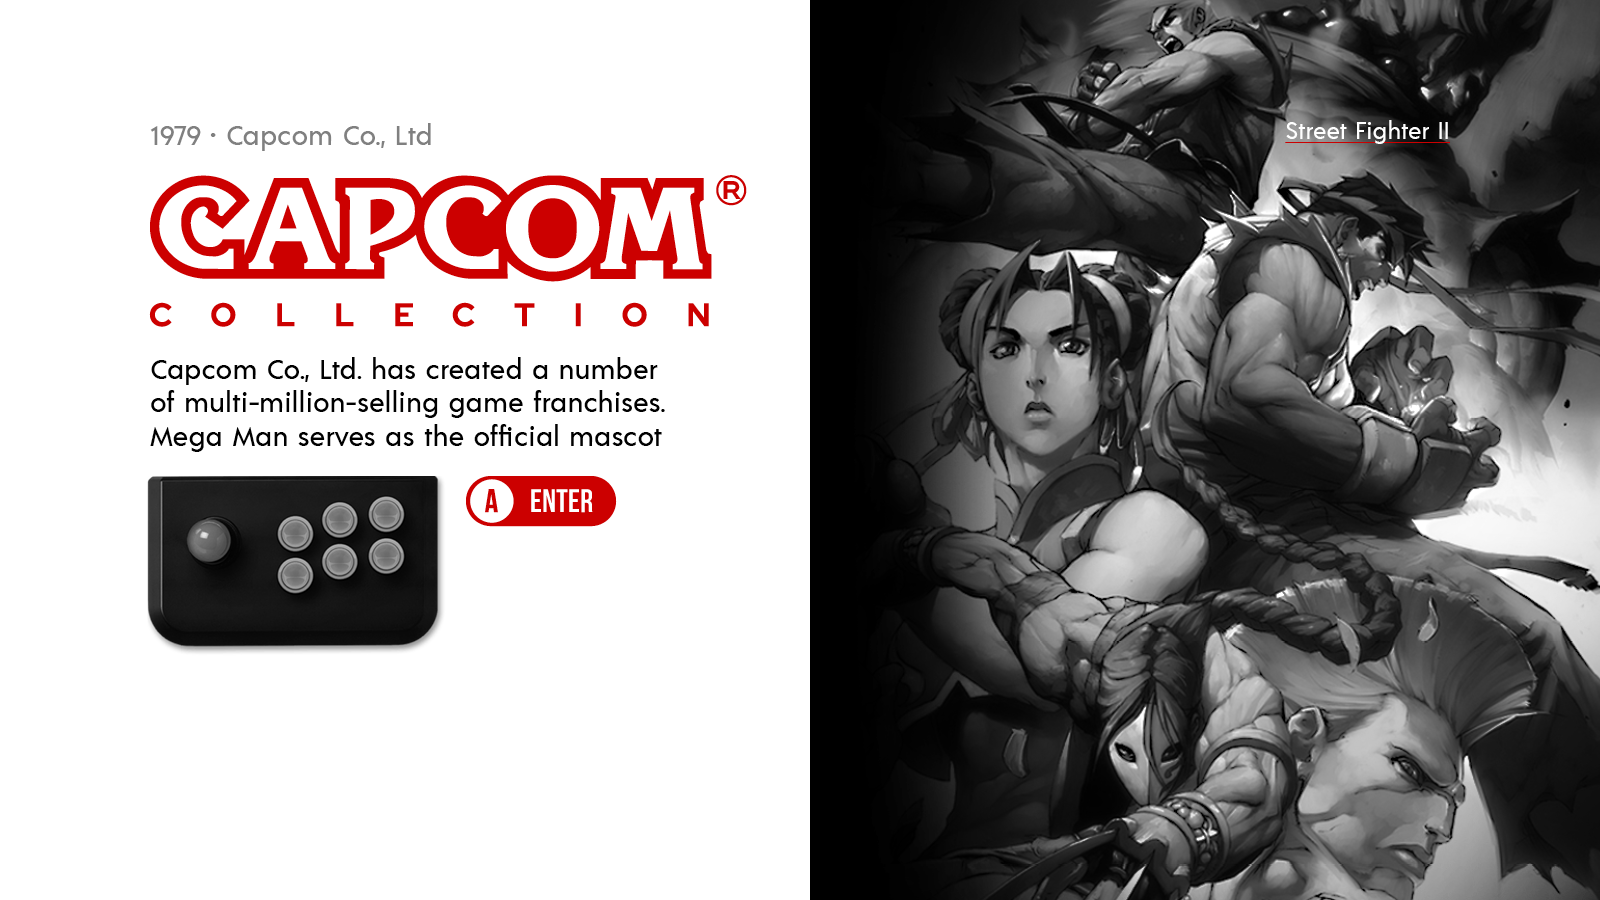 1979 · Capcom Co., Ltd
CAPCOM®
COLLECTION
Capcom Co., Ltd. has created a number
of multi-million-selling game franchises.
Mega Man serves as the official mascot
A ENTER
Street Fighter II